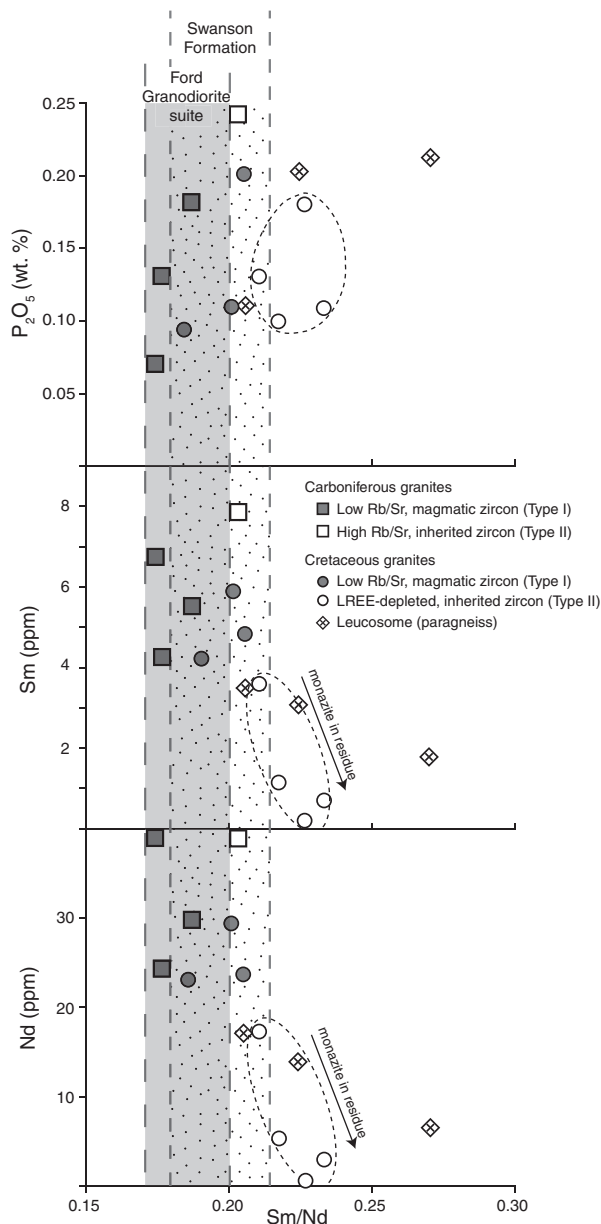 Swanson
Formation
Ford
Granodiorite
suite
0.25
0.20
0.15
0.10
0.05
P₂O₅ (wt. %)
8
6
4
2
Sm (ppm)
Carboniferous granites
Low Rb/Sr, magmatic zircon (Type I)
High Rb/Sr, inherited zircon (Type II)
Cretaceous granites
Low Rb/Sr, magmatic zircon (Type I)
LREE-depleted, inherited zircon (Type II)
Leucosome (paragneiss)
monazite in residue
30
20
10
Nd (ppm)
monazite in residue
0.15
0.20
0.25
0.30
Sm/Nd